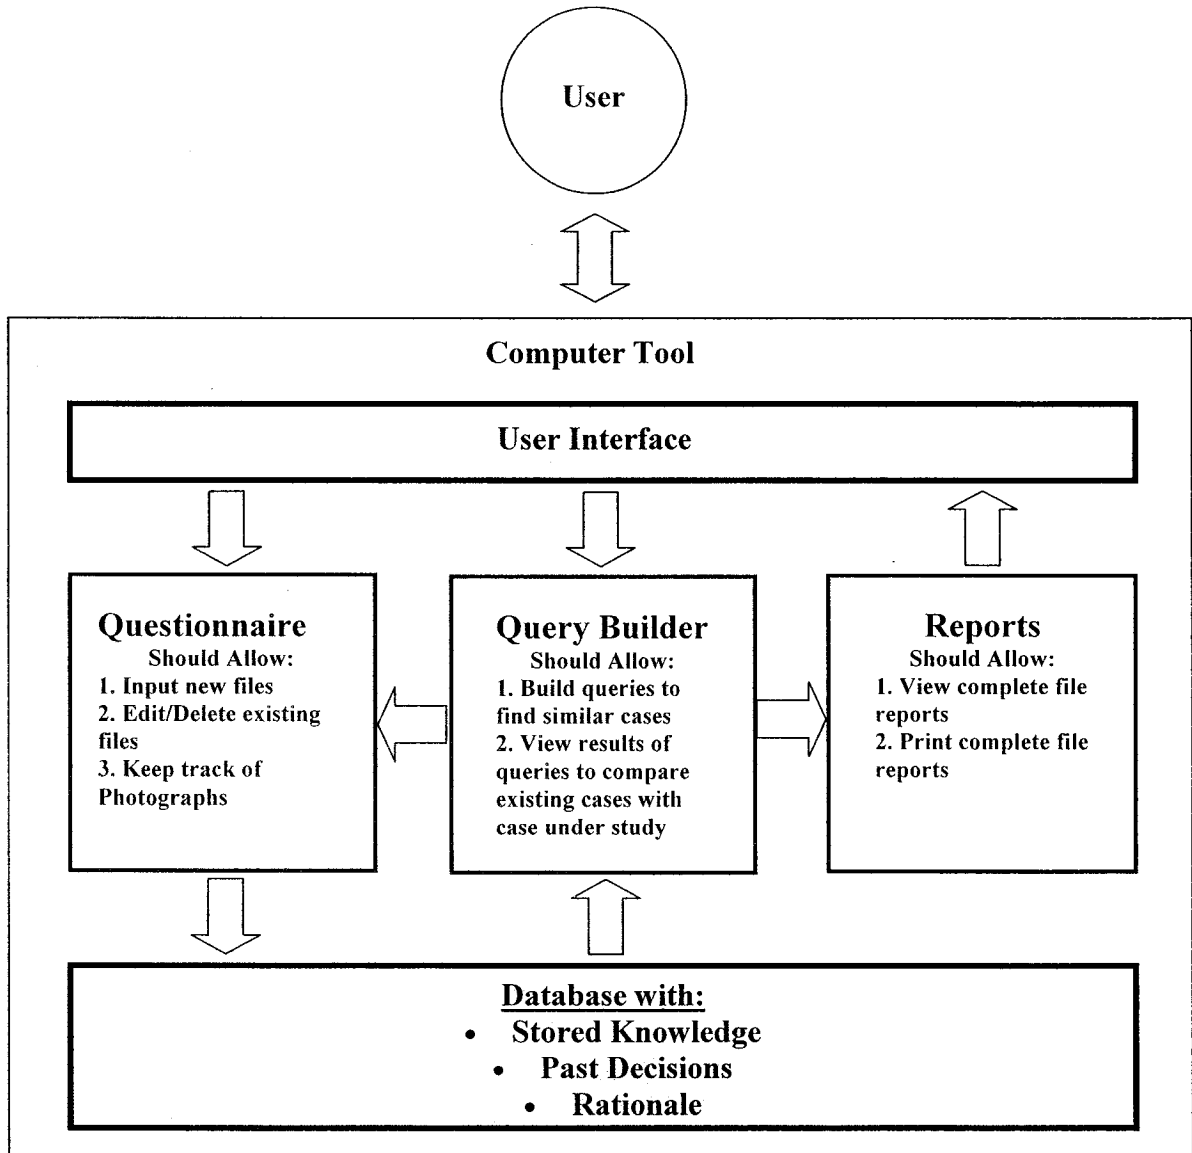 User
Computer Tool
User Interface
Questionnaire
Should Allow:
1. Input new files
2. Edit/Delete existing
files
3. Keep track of
Photographs
Query Builder
Should Allow:
1. Build queries to
find similar cases
2. View results of
queries to compare
existing cases with
case under study
Reports
Should Allow:
1. View complete file
reports
2. Print complete file
reports
Database with:
• Stored Knowledge
• Past Decisions
• Rationale